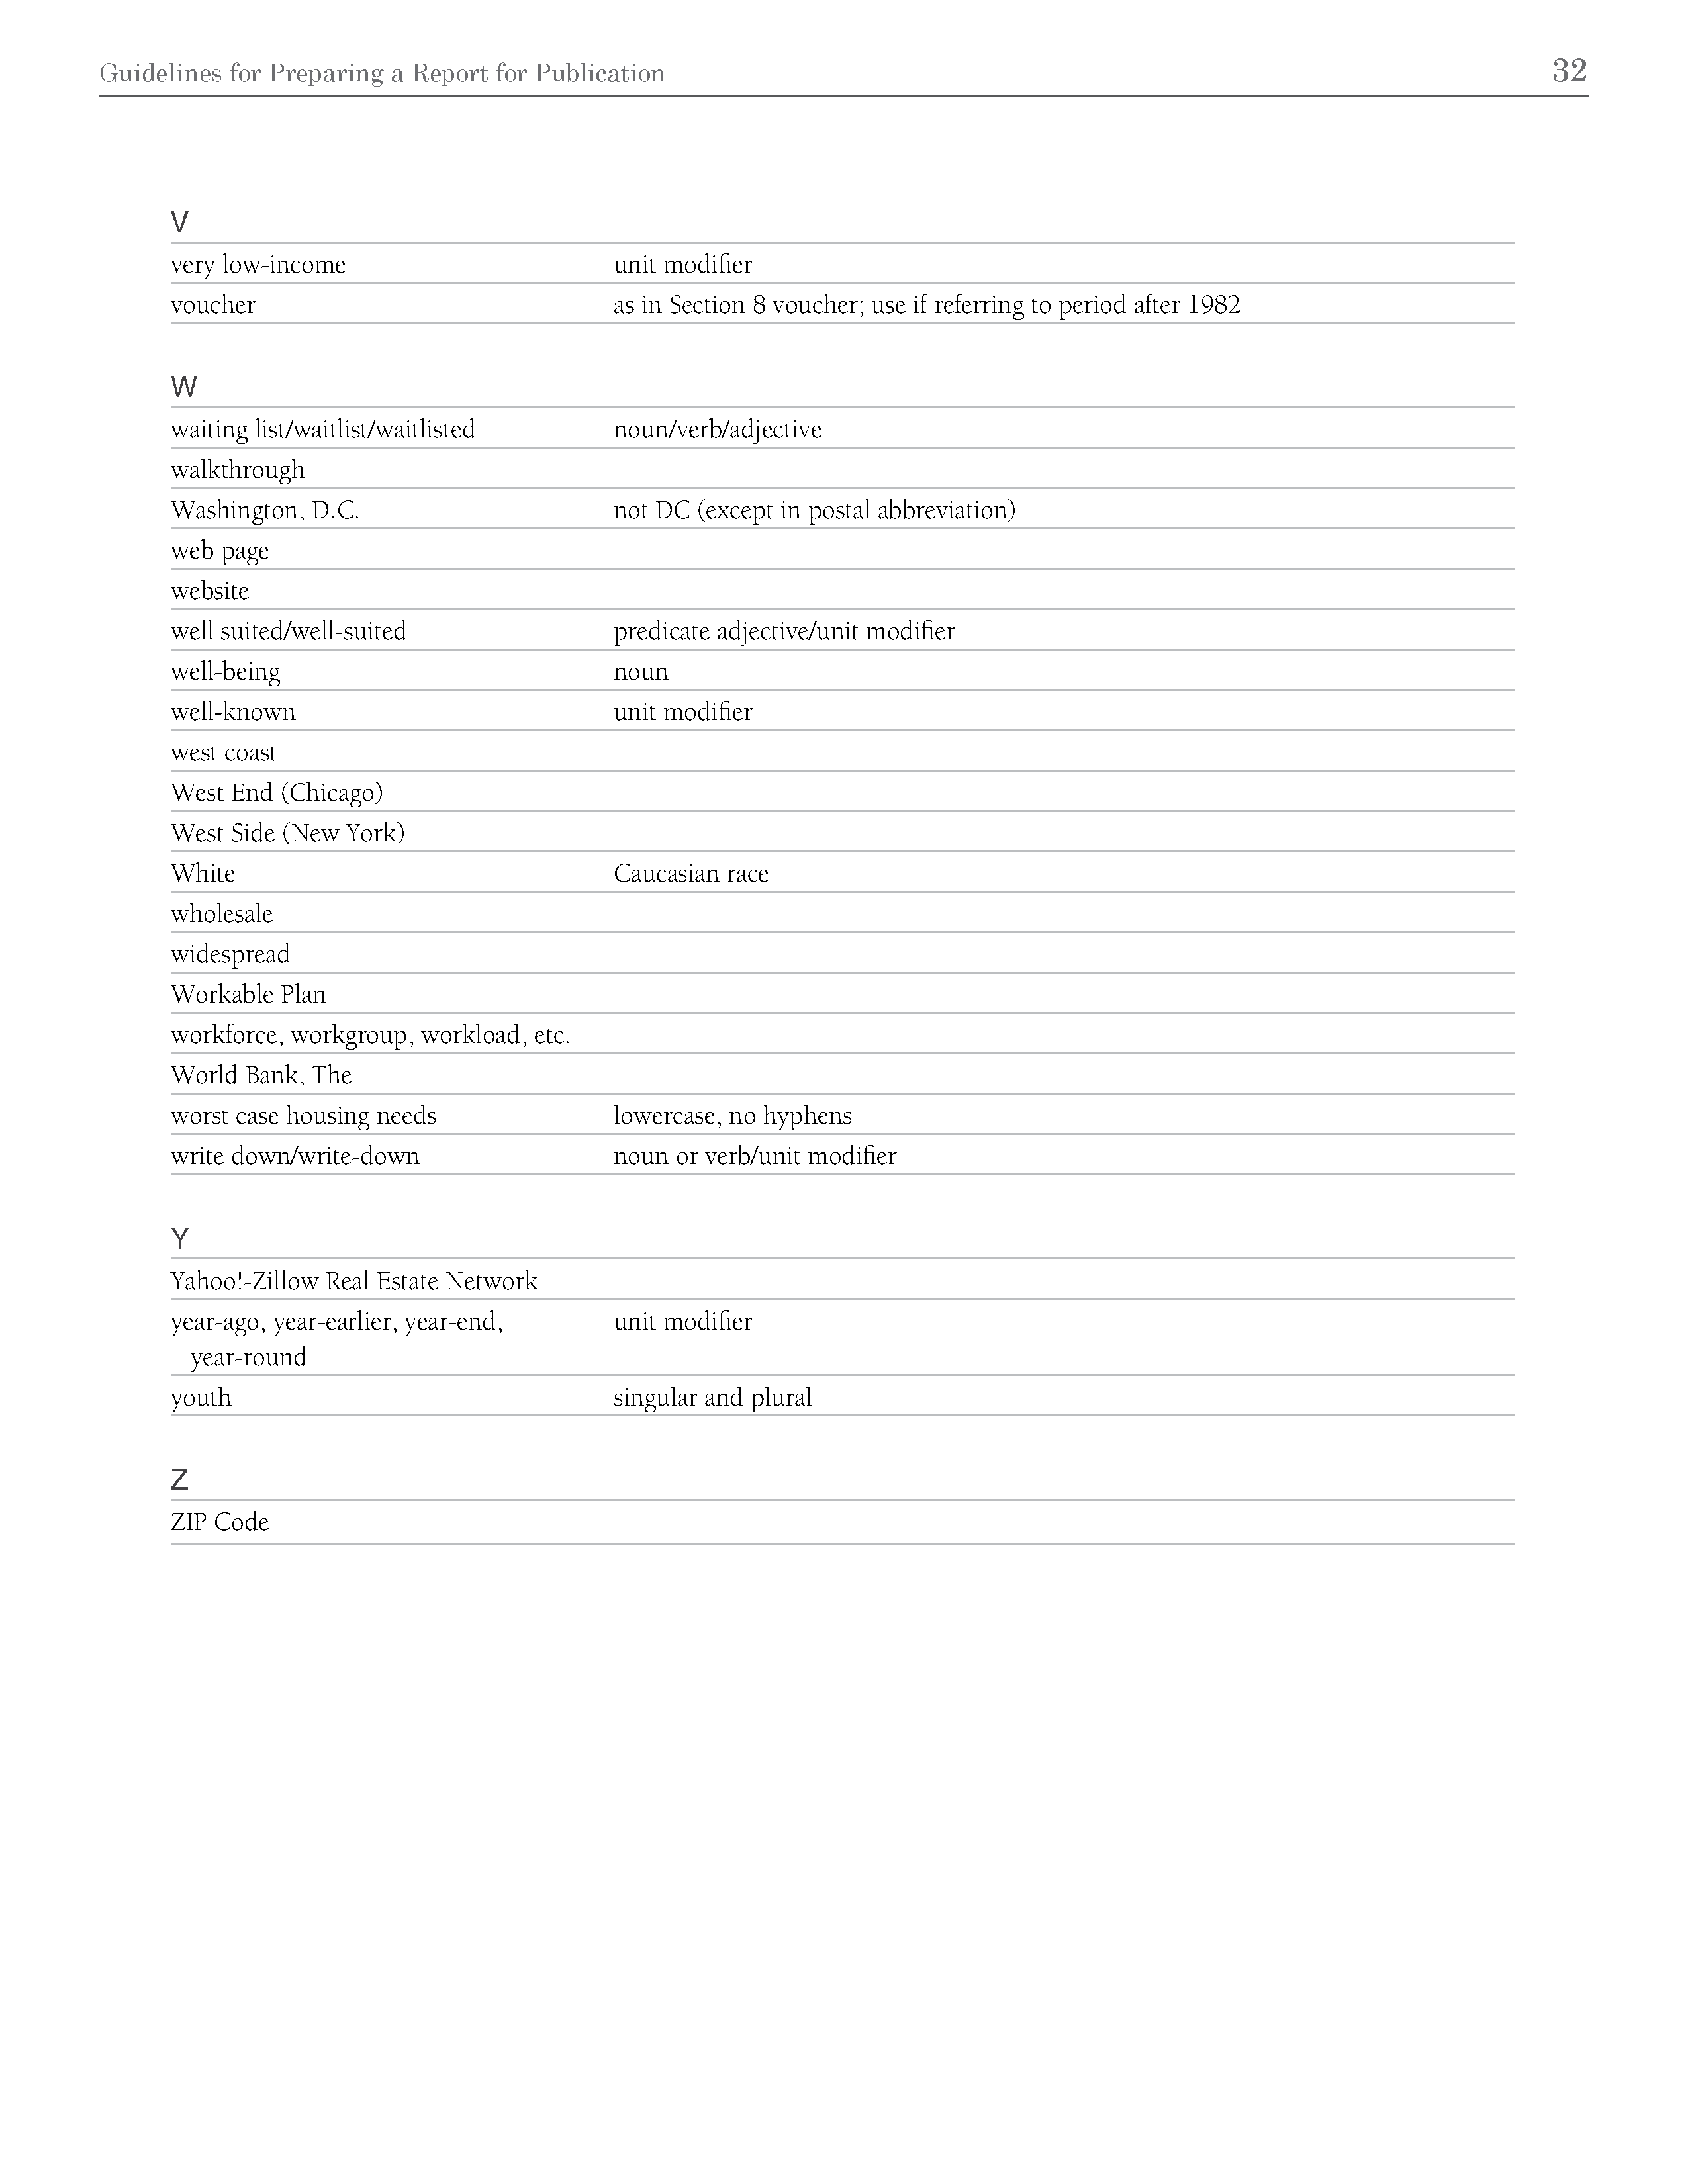 Guidelines for Preparing a Report for Publication 32
V
very low-income unit modifier
voucher as in Section 8 voucher; use if referring to period after 1982
W
waiting list/waitlist/waitlisted noun/verb/adjective
walkthrough
Washington, D.C. not DC (except in postal abbreviation)
web page
website
well suited/well-suited predicate adjective/unit modifier
well-being noun
well-known unit modifier
west coast
West End (Chicago)
West Side (New York)
White Caucasian race
wholesale
widespread
Workable Plan
workforce, workgroup, workload, etc.
World Bank, The
worst case housing needs lowercase, no hyphens
write down/write-down noun or verb/unit modifier
Y
Yahoo!-Zillow Real Estate Network
year-ago, year-earlier, year-end, unit modifier
year-round
youth singular and plural
Z
ZIP Code